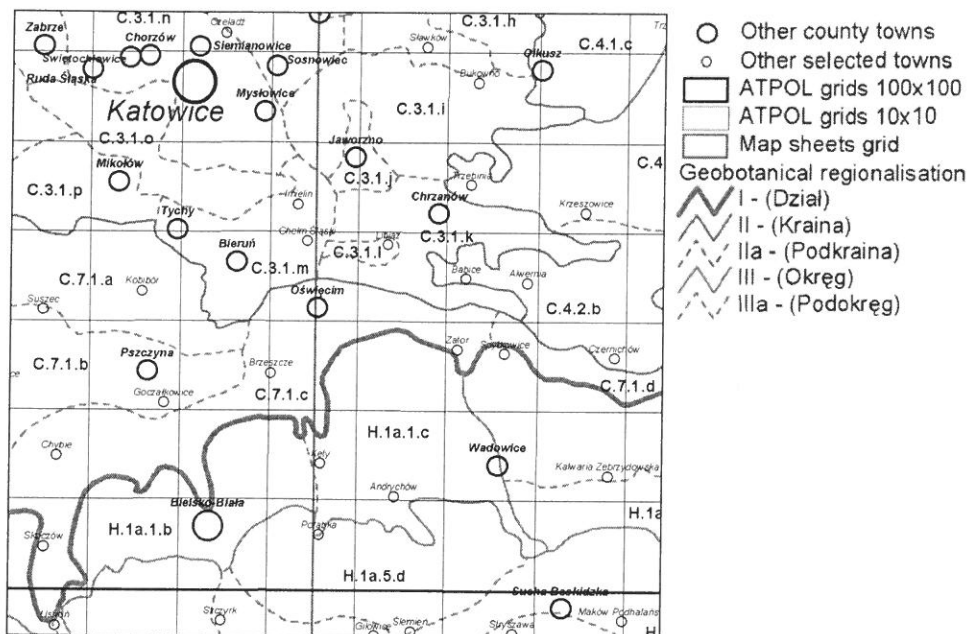 C.3.1.n
Czeladź
C.3.1.h
Zabrze
Chorzów
Siemianowice
Sławków
Olkusz
C.4.1.c
Świętochłowice
Sosnowiec
Ruda Śląska
Bukowno
Mysłowice
Katowice
C.3.1.i
C.3.1.o
Jaworzno
C.4
Mikołów
C.3.1.j
Trzebinia
C.3.1.p
Imielin
Chrzanów
Krzeszowice
Tychy
Chełm Śląski
Libiąż
C.3.1.k
Bieruń
C.3.1.l
C.3.1.m
Babice
Alwernia
C.7.1.a
Kobiór
Oświęcim
Suszec
C.4.2.b
Zator
Spytkowice
Czernichów
C.7.1.b
Pszczyna
Brzeszcze
C.7.1.d
Goczałkowice
C.7.1.c
H.1a.1.c
Wadowice
Chybie
Kęty
Kalwaria Zebrzydowska
Andrychów
Bielsko-Biała
H.1a
H.1a.1.b
Porąbka
Skoczów
H.1a.5.d
Sucha Beskidzka
Ustroń
Szczyrk
Gilowice
Ślemień
Stryszawa
Maków Podhalańs
H
Other county towns
Other selected towns
ATPOL grids 100x100
ATPOL grids 10x10
Map sheets grid
Geobotanical regionalisation
I - (Dział)
II - (Kraina)
IIa - (Podkraina)
III - (Okręg)
IIIa - (Podokręg)